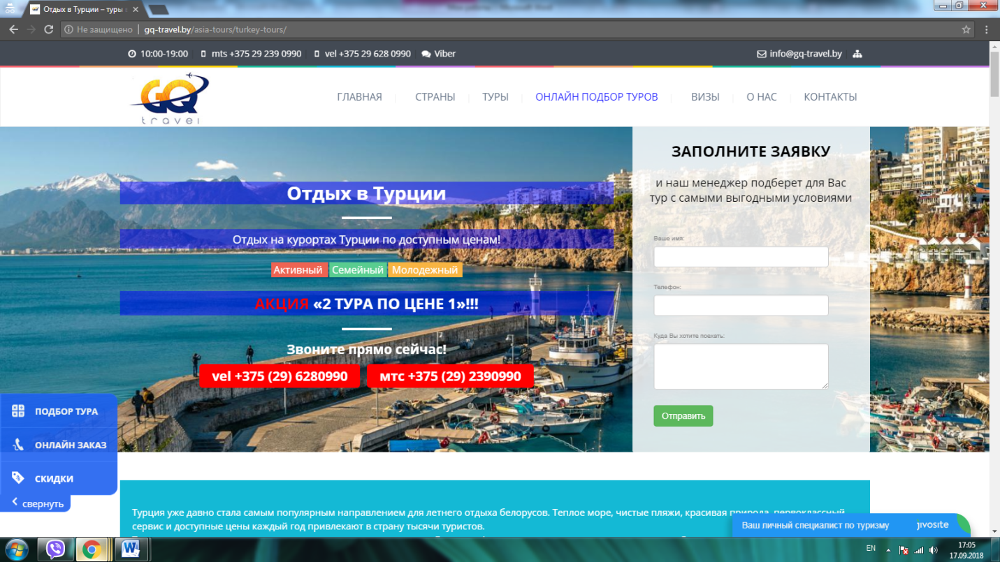 Отдых в Турции – туры
Не защищено | gq-travel.by/asia-tours/turkey-tours/
10:00-19:00 mts +375 29 239 0990 vel +375 29 628 0990 Viber info@gq-travel.by
GQ
travel
ГЛАВНАЯ СТРАНЫ ТУРЫ ОНЛАЙН ПОДБОР ТУРОВ ВИЗЫ О НАС КОНТАКТЫ
Отдых в Турции
Отдых на курортах Турции по доступным ценам!
Активный Семейный Молодежный
АКЦИЯ «2 ТУРА ПО ЦЕНЕ 1»!!!
Звоните прямо сейчас!
vel +375 (29) 6280990 мтс +375 (29) 2390990
ЗАПОЛНИТЕ ЗАЯВКУ
и наш менеджер подберет для Вас
тур с самыми выгодными условиями
Ваше имя:
Телефон:
Куда Вы хотите поехать:
Отправить
ПОДБОР ТУРА
ОНЛАЙН ЗАКАЗ
СКИДКИ
свернуть
Турция уже давно стала самым популярным направлением для летнего отдыха белорусов. Теплое море, чистые пляжи, красивая природа, первоклассный
сервис и доступные цены каждый год привлекают в страну тысячи туристов.
Ваш личный специалист по туризму jivosite
EN
17:05
17.09.2018